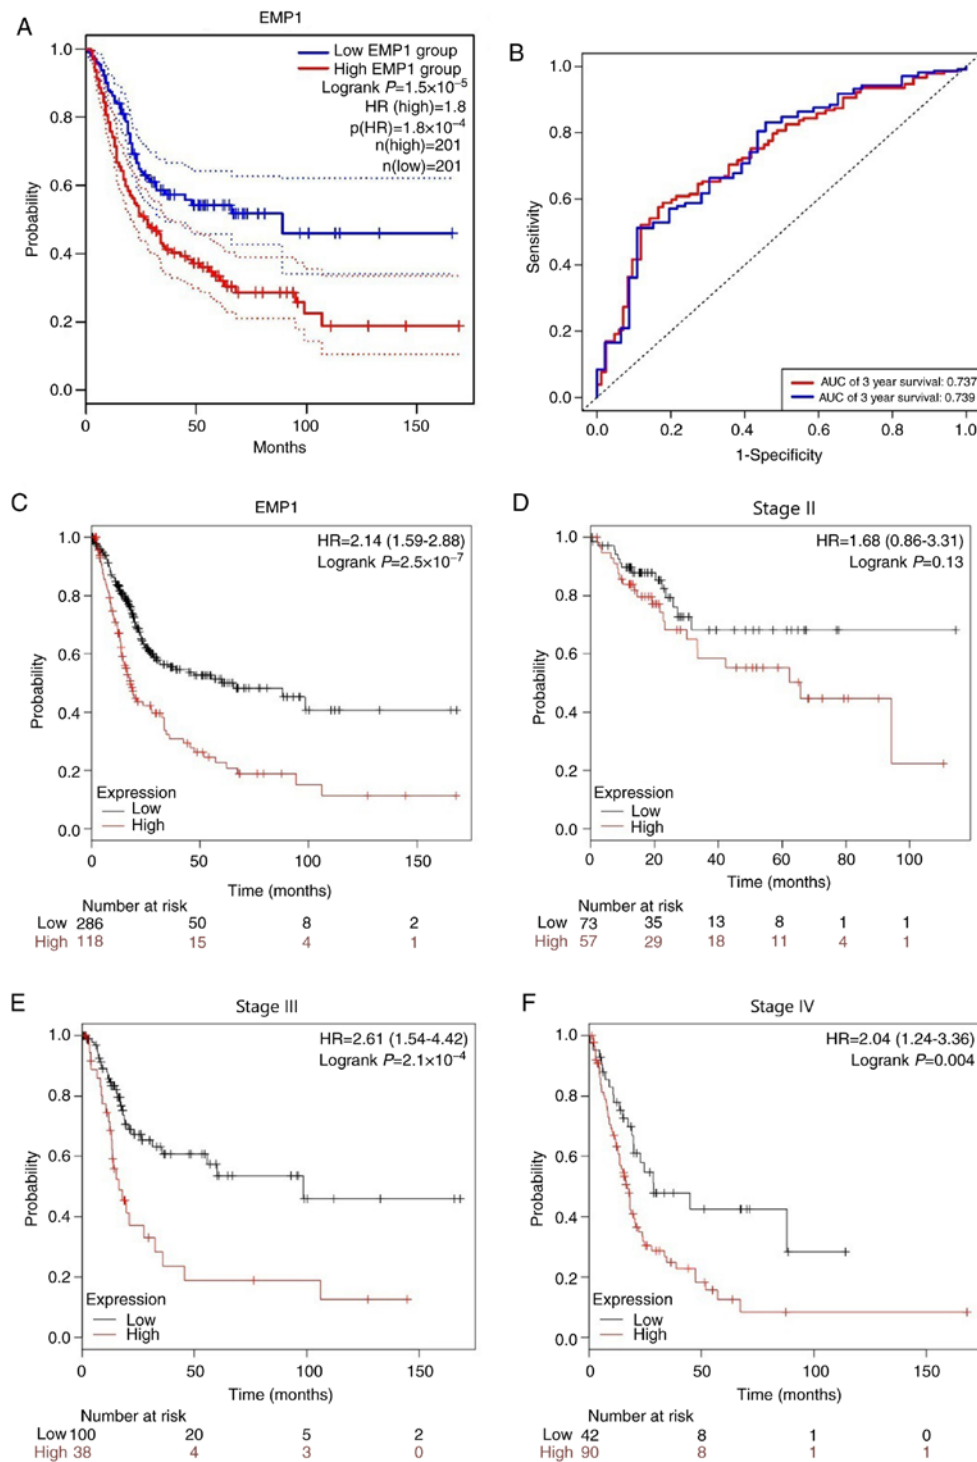 A
EMP1
1.0
0.8
0.6
0.4
0.2
0.0
Probability
Low EMP1 group
High EMP1 group
Logrank P=1.5×10⁻⁵
HR (high)=1.8
p(HR)=1.8×10⁻⁴
n(high)=201
n(low)=201
0 50 100 150
Months
B
1.0
0.8
0.6
0.4
0.2
0.0
Sensitivity
AUC of 3 year survival: 0.737
AUC of 3 year survival: 0.739
0.0 0.2 0.4 0.6 0.8 1.0
1-Specificity
C
EMP1
1.0
0.8
0.6
0.4
0.2
0.0
Probability
HR=2.14 (1.59-2.88)
Logrank P=2.5×10⁻⁷
Expression
Low
High
0 50 100 150
Time (months)
Number at risk
Low 286 50 8 2
High 118 15 4 1
D
Stage II
1.0
0.8
0.6
0.4
0.2
0.0
Probability
HR=1.68 (0.86-3.31)
Logrank P=0.13
Expression
Low
High
0 20 40 60 80 100
Time (months)
Number at risk
Low 73 35 13 8 1 1
High 57 29 18 11 4 1
E
Stage III
1.0
0.8
0.6
0.4
0.2
0.0
Probability
HR=2.61 (1.54-4.42)
Logrank P=2.1×10⁻⁴
Expression
Low
High
0 50 100 150
Time (months)
Number at risk
Low 100 20 5 2
High 38 4 3 0
F
Stage IV
1.0
0.8
0.6
0.4
0.2
0.0
Probability
HR=2.04 (1.24-3.36)
Logrank P=0.004
Expression
Low
High
0 50 100 150
Time (months)
Number at risk
Low 42 8 1 0
High 90 8 1 1